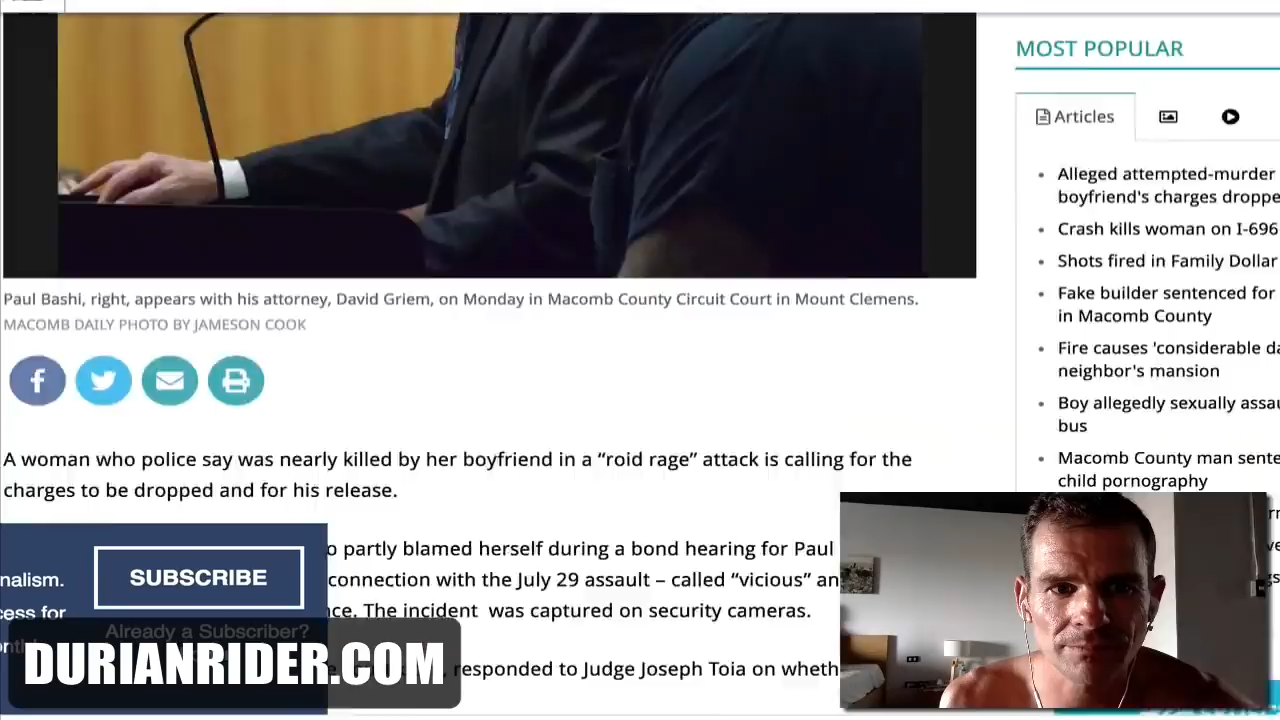 MOST POPULAR
Articles
Alleged attempted-murder
boyfriend's charges droppe
Crash kills woman on I-696
Shots fired in Family Dollar
Fake builder sentenced for
in Macomb County
Fire causes 'considerable da
neighbor's mansion
Boy allegedly sexually assau
bus
Macomb County man sente
child pornography
Paul Bashi, right, appears with his attorney, David Griem, on Monday in Macomb County Circuit Court in Mount Clemens.
MACOMB DAILY PHOTO BY JAMESON COOK
A woman who police say was nearly killed by her boyfriend in a “roid rage” attack is calling for the
charges to be dropped and for his release.
o partly blamed herself during a bond hearing for Paul
connection with the July 29 assault – called “vicious” an
nce. The incident was captured on security cameras.
responded to Judge Joseph Toia on wheth
nalism.
cess for
SUBSCRIBE
Already a Subscriber?
DURIANRIDER.COM